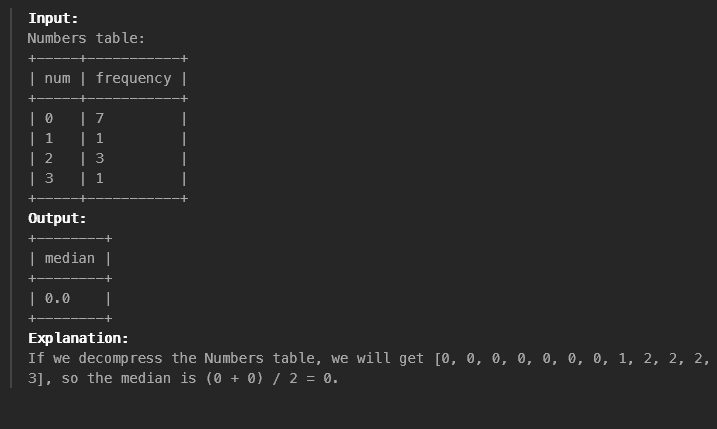 Input:
Numbers table:
+-----+-----------+
| num | frequency |
+-----+-----------+
| 0   | 7         |
| 1   | 1         |
| 2   | 3         |
| 3   | 1         |
+-----+-----------+
Output:
+--------+
| median |
+--------+
| 0.0    |
+--------+
Explanation:
If we decompress the Numbers table, we will get [0, 0, 0, 0, 0, 0, 0, 1, 2, 2, 2,
3], so the median is (0 + 0) / 2 = 0.